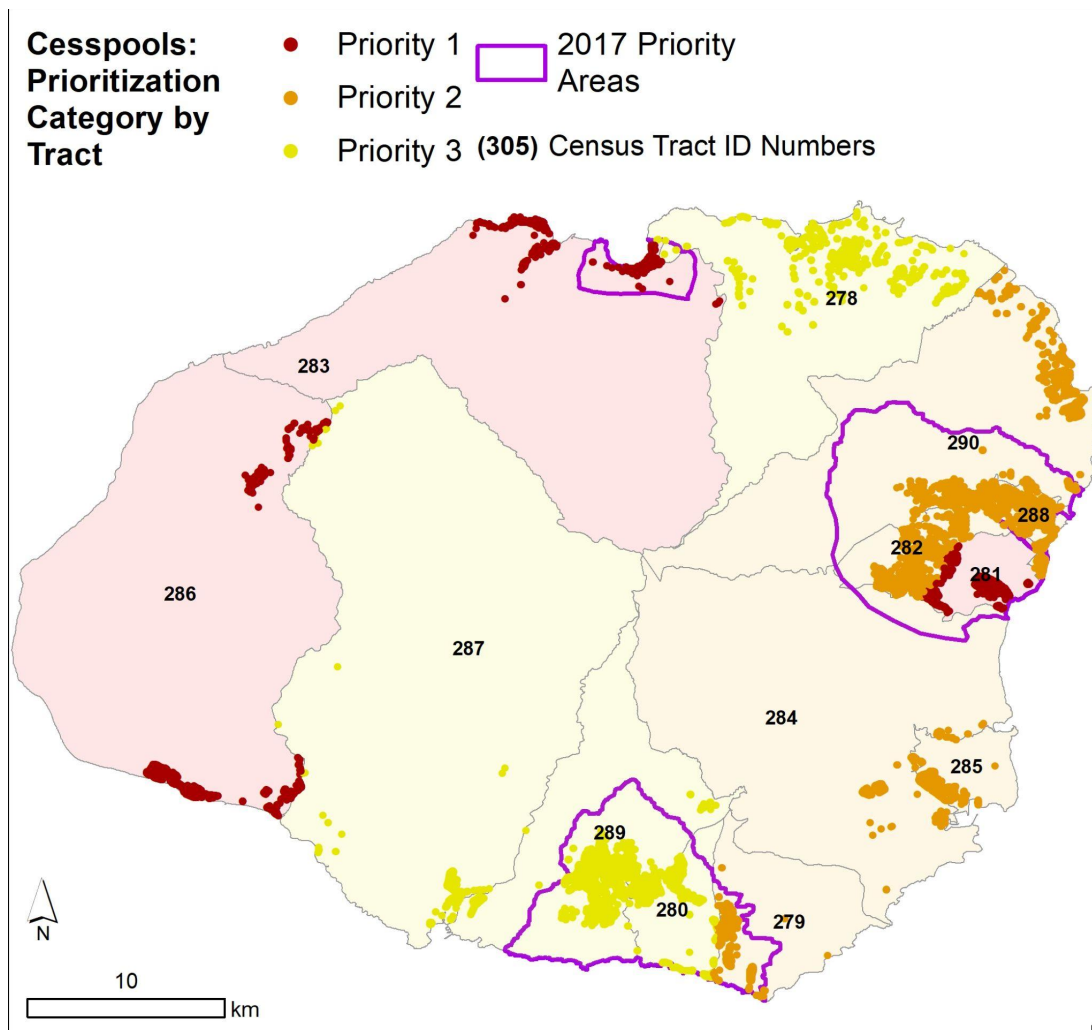 Cesspools:
Prioritization
Category by
Tract
Priority 1
Priority 2
Priority 3
2017 Priority
Areas
(305) Census Tract ID Numbers
278
283
290
288
282
281
286
287
284
285
289
280
279
N
10
km